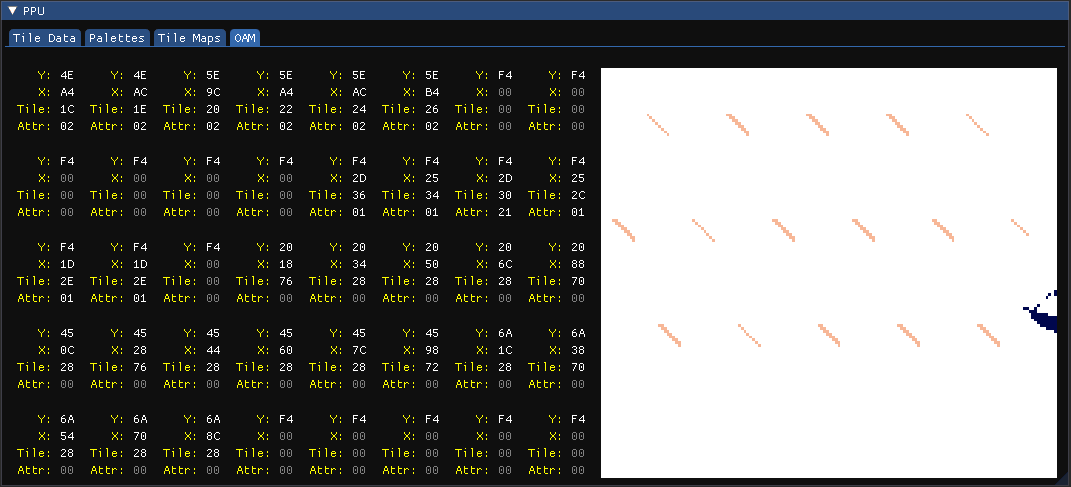 PPU
Tile Data Palettes Tile Maps OAM
Y: 4E Y: 4E Y: 5E Y: 5E Y: 5E Y: 5E Y: F4 Y: F4
X: A4 X: AC X: 9C X: A4 X: AC X: B4 X: 00 X: 00
Tile: 1C Tile: 1E Tile: 20 Tile: 22 Tile: 24 Tile: 26 Tile: 00 Tile: 00
Attr: 02 Attr: 02 Attr: 02 Attr: 02 Attr: 02 Attr: 02 Attr: 00 Attr: 00
Y: F4 Y: F4 Y: F4 Y: F4 Y: F4 Y: F4 Y: F4 Y: F4
X: 00 X: 00 X: 00 X: 00 X: 2D X: 25 X: 2D X: 25
Tile: 00 Tile: 00 Tile: 00 Tile: 00 Tile: 36 Tile: 34 Tile: 30 Tile: 2C
Attr: 00 Attr: 00 Attr: 00 Attr: 00 Attr: 01 Attr: 01 Attr: 21 Attr: 01
Y: F4 Y: F4 Y: F4 Y: 20 Y: 20 Y: 20 Y: 20 Y: 20
X: 1D X: 1D X: 00 X: 18 X: 34 X: 50 X: 6C X: 88
Tile: 2E Tile: 2E Tile: 00 Tile: 76 Tile: 28 Tile: 28 Tile: 28 Tile: 70
Attr: 01 Attr: 01 Attr: 00 Attr: 00 Attr: 00 Attr: 00 Attr: 00 Attr: 00
Y: 45 Y: 45 Y: 45 Y: 45 Y: 45 Y: 45 Y: 6A Y: 6A
X: 0C X: 28 X: 44 X: 60 X: 7C X: 98 X: 1C X: 38
Tile: 28 Tile: 76 Tile: 28 Tile: 28 Tile: 28 Tile: 72 Tile: 28 Tile: 70
Attr: 00 Attr: 00 Attr: 00 Attr: 00 Attr: 00 Attr: 00 Attr: 00 Attr: 00
Y: 6A Y: 6A Y: 6A Y: F4 Y: F4 Y: F4 Y: F4 Y: F4
X: 54 X: 70 X: 8C X: 00 X: 00 X: 00 X: 00 X: 00
Tile: 28 Tile: 28 Tile: 28 Tile: 00 Tile: 00 Tile: 00 Tile: 00 Tile: 00
Attr: 00 Attr: 00 Attr: 00 Attr: 00 Attr: 00 Attr: 00 Attr: 00 Attr: 00